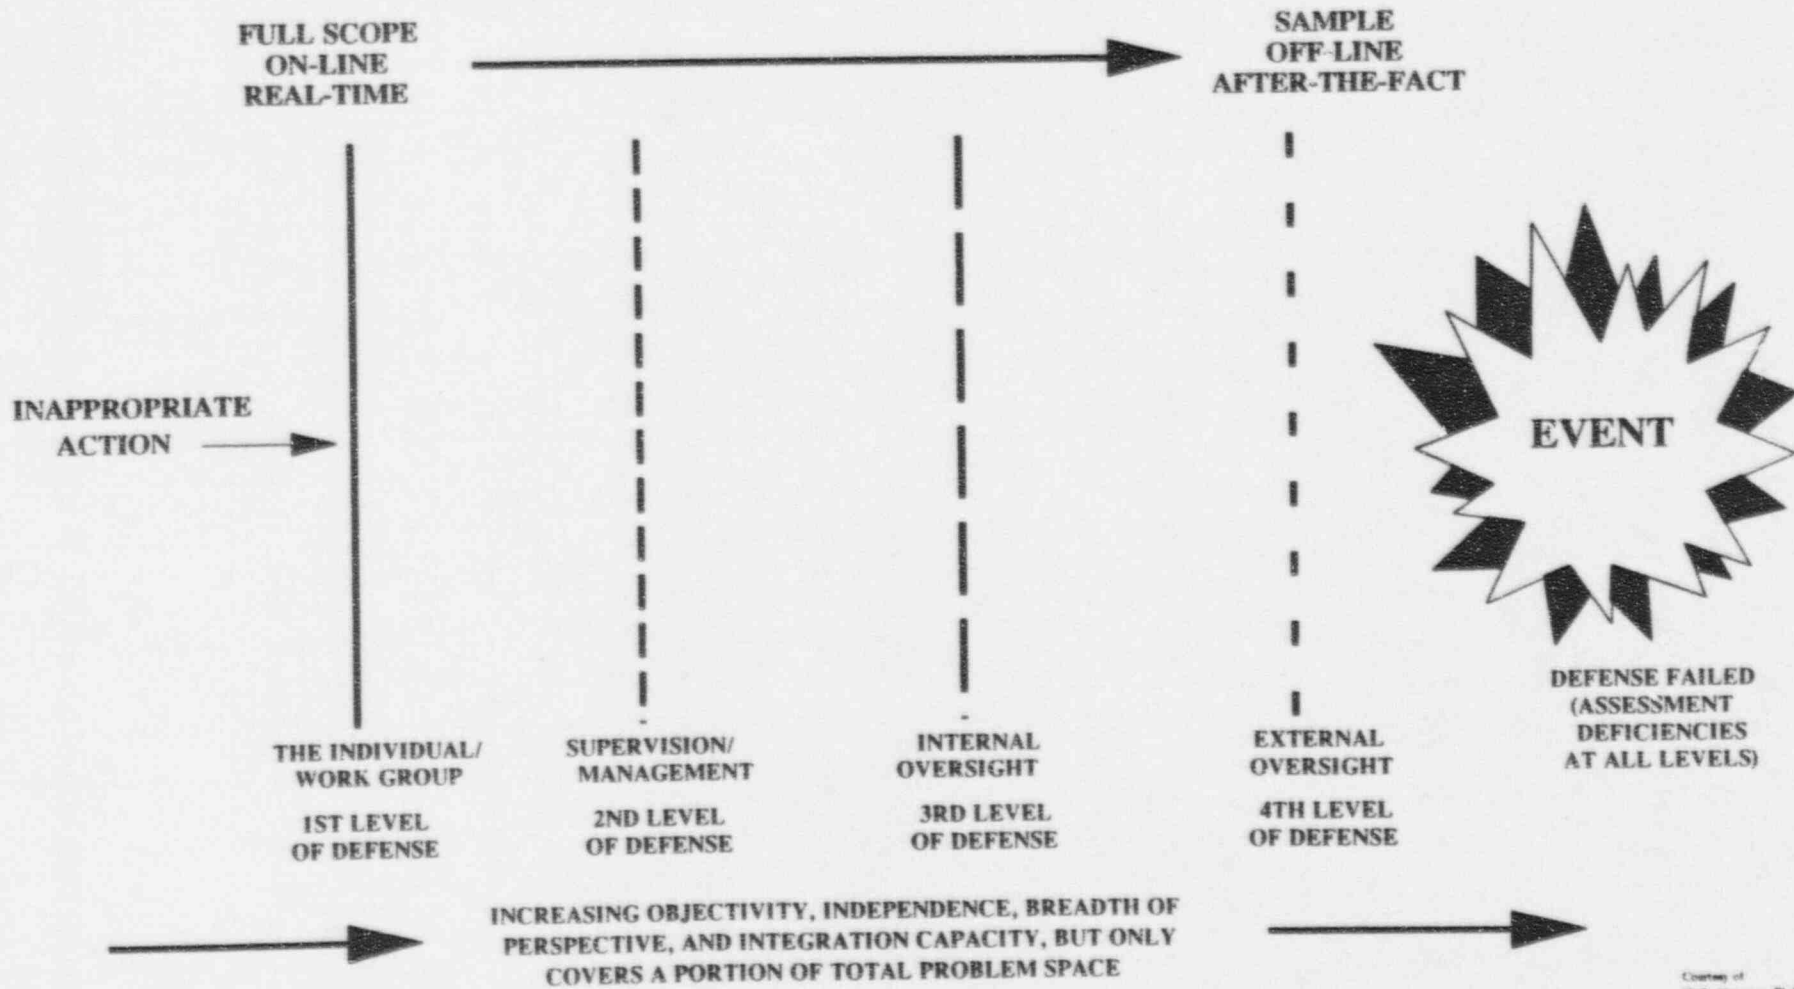 FULL SCOPE
ON-LINE
REAL-TIME
SAMPLE
OFF-LINE
AFTER-THE-FACT
INAPPROPRIATE
ACTION
EVENT
DEFENSE FAILED
(ASSESSMENT
DEFICIENCIES
AT ALL LEVELS)
THE INDIVIDUAL/
WORK GROUP
1ST LEVEL
OF DEFENSE
SUPERVISION/
MANAGEMENT
2ND LEVEL
OF DEFENSE
INTERNAL
OVERSIGHT
3RD LEVEL
OF DEFENSE
EXTERNAL
OVERSIGHT
4TH LEVEL
OF DEFENSE
INCREASING OBJECTIVITY, INDEPENDENCE, BREADTH OF
PERSPECTIVE, AND INTEGRATION CAPACITY, BUT ONLY
COVERS A PORTION OF TOTAL PROBLEM SPACE
Courtesy of